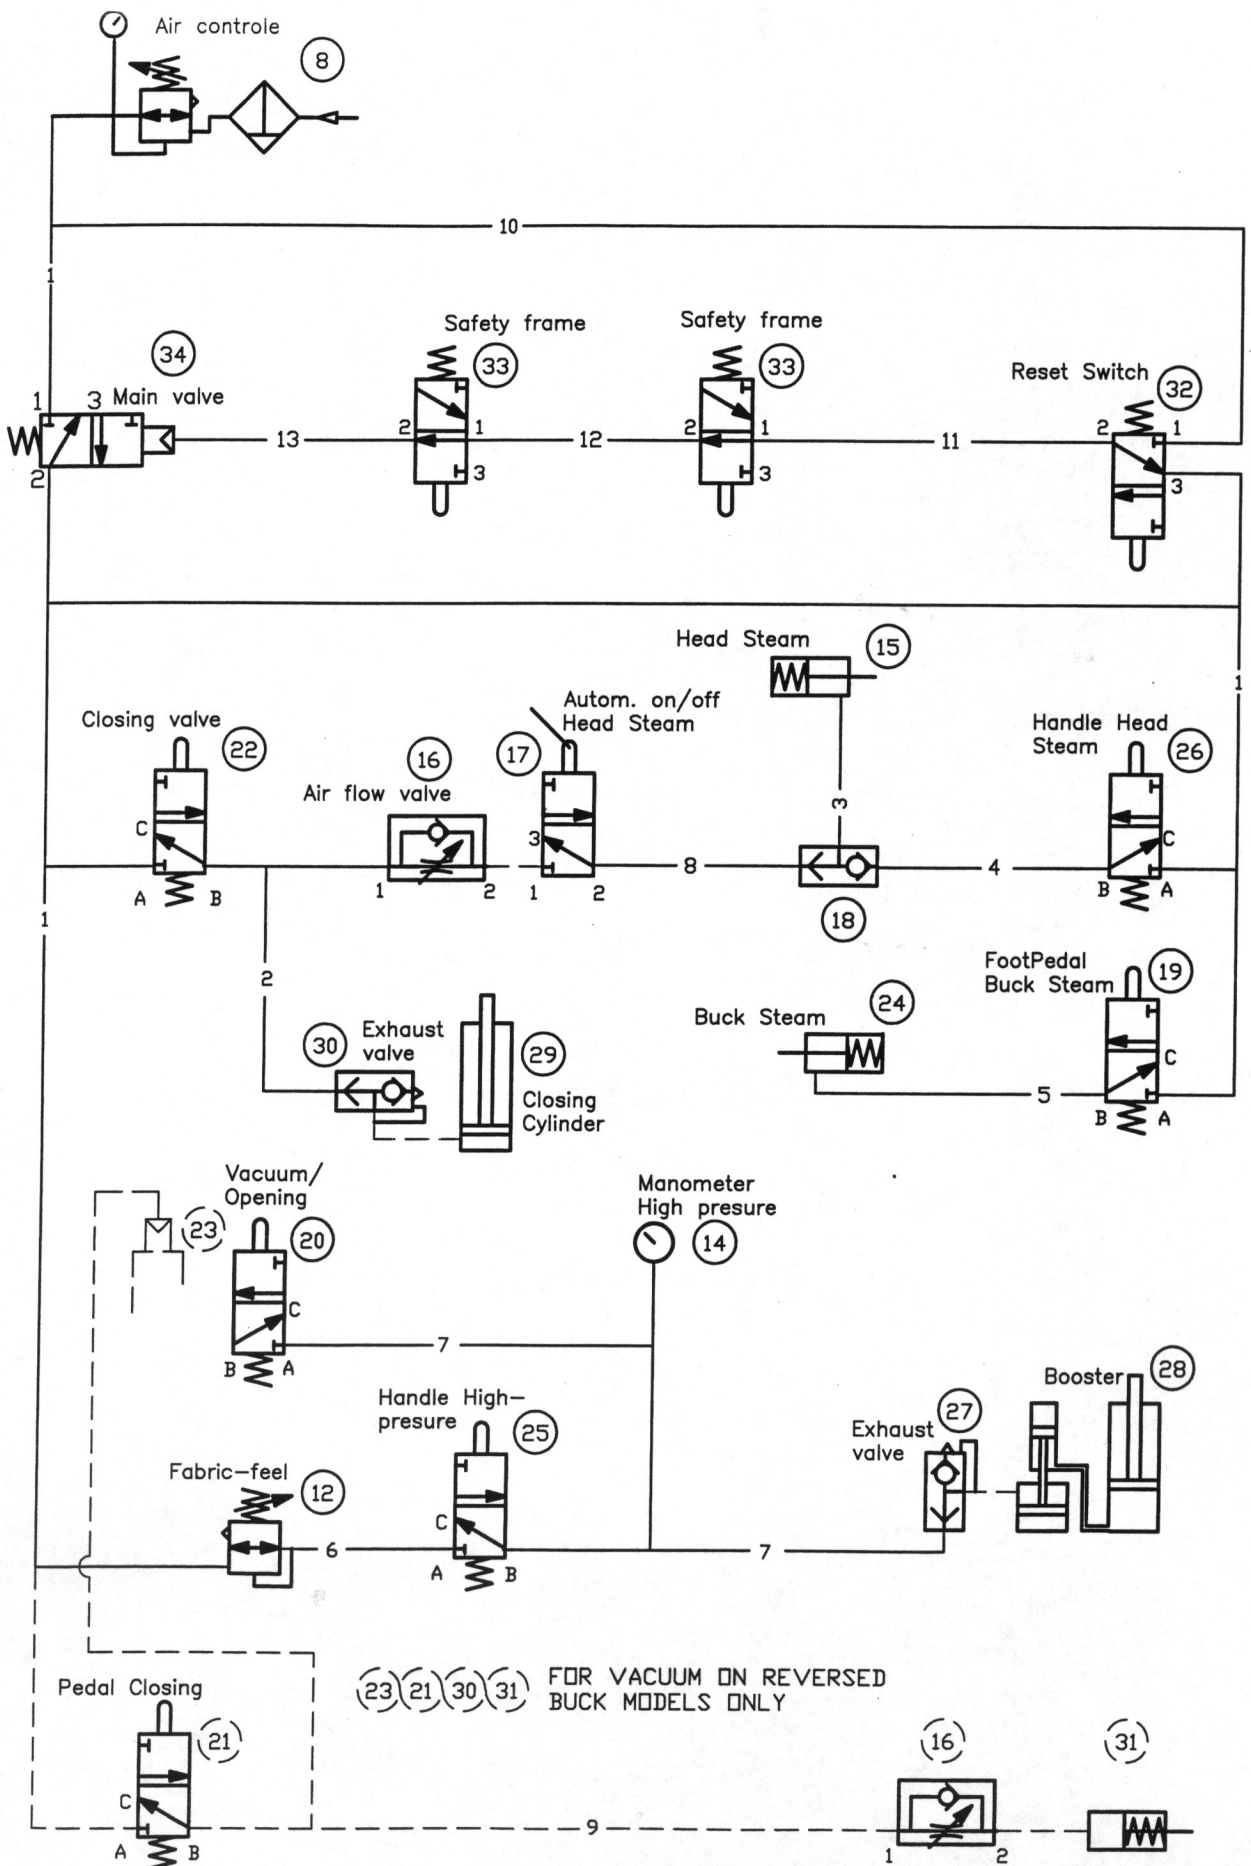 Air controle
8
10
1
Safety frame
33
Safety frame
33
34
Main valve
1 3
2
13
2 1
3
12
2 1
3
11
Reset Switch
32
2 1
3
Head Steam
15
1
Closing valve
22
C
A B
Autom. on/off
Head Steam
17
16
Air flow valve
1 2
3
1 2
8
3
18
4
Handle Head
Steam
26
C
B A
1
2
30
Exhaust
valve
29
Closing
Cylinder
Buck Steam
24
FootPedal
Buck Steam
19
5
C
B A
Vacuum/
Opening
23
20
C
B A
7
Manometer
High presure
14
Handle High-
presure
25
C
A B
Fabric-feel
12
6
7
Exhaust
valve
27
Booster
28
Pedal Closing
21
C
A B
23 21 30 31 FOR VACUUM ON REVERSED
BUCK MODELS ONLY
9
16
1 2
31